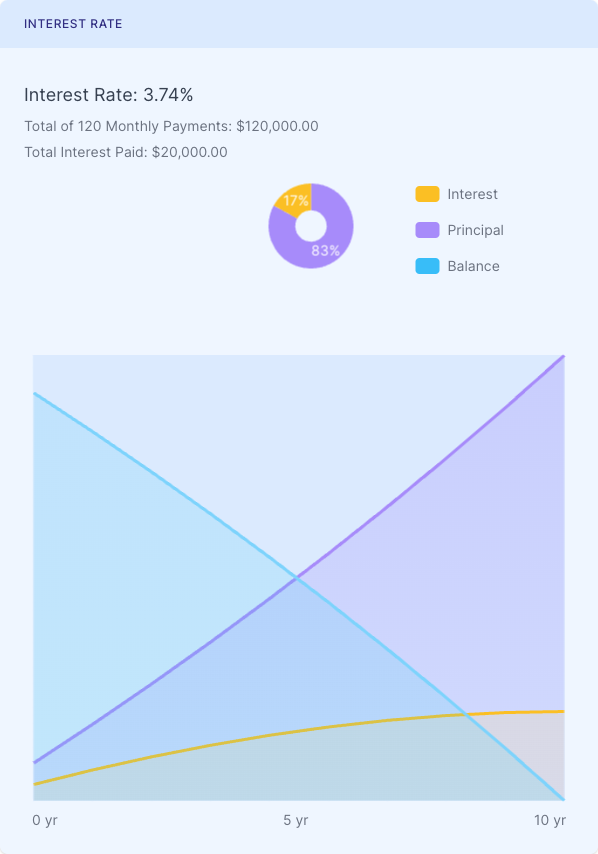 INTEREST RATE
Interest Rate: 3.74%
Total of 120 Monthly Payments: $120,000.00
Total Interest Paid: $20,000.00
17%
83%
Interest
Principal
Balance
0 yr
5 yr
10 yr